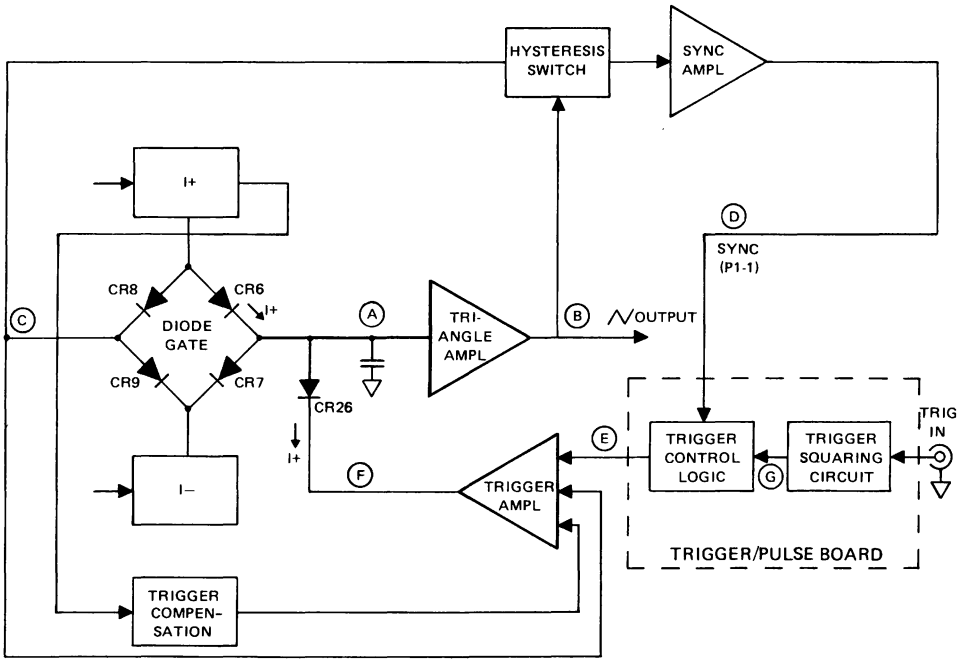 HYSTERESIS
SWITCH
SYNC
AMPL
I+
D
SYNC
(P1-1)
CR8
CR6
I+
C
DIODE
GATE
A
TRI-
ANGLE
AMPL
B
OUTPUT
CR9
CR7
CR26
I+
I–
F
TRIGGER
AMPL
E
TRIGGER
CONTROL
LOGIC
G
TRIGGER
SQUARING
CIRCUIT
TRIG
IN
TRIGGER/PULSE BOARD
TRIGGER
COMPEN-
SATION